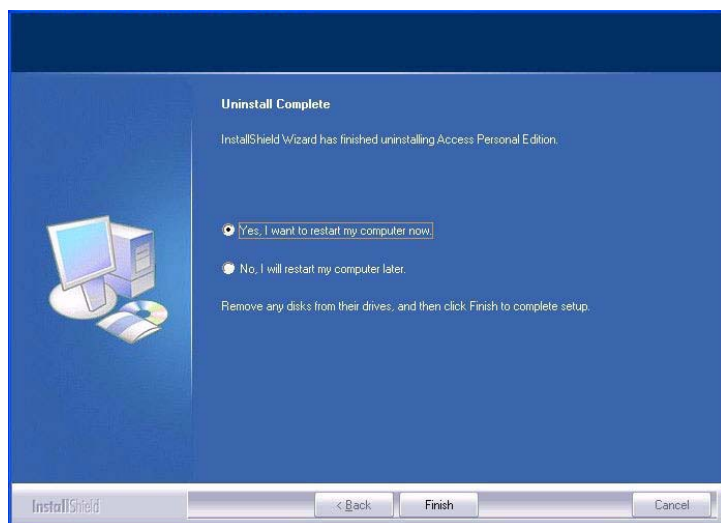 Uninstall Complete
InstallShield Wizard has finished uninstalling Access Personal Edition.
Yes, I want to restart my computer now.
No, I will restart my computer later.
Remove any disks from their drives, and then click Finish to complete setup.
InstallShield
< Back
Finish
Cancel